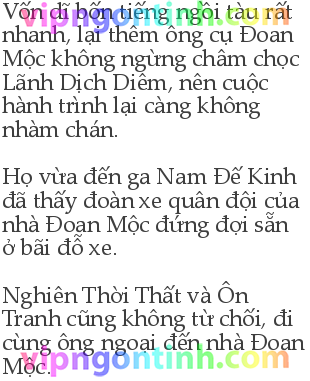 Vốn dĩ bốn tiếng ngồi tàu rất
nhanh, lại thêm ông cụ Đoan
Mộc không ngừng châm chọc
Lãnh Dịch Diêm, nên cuộc
hành trình lại càng không
nhàm chán.
Họ vừa đến ga Nam Đế Kinh
đã thấy đoàn xe quân đội của
nhà Đoan Mộc đứng đợi sẵn
ở bãi đỗ xe.
Nghiên Thời Thất và Ôn
Tranh cũng không từ chối, đi
cùng ông ngoại đến nhà Đoan
Mộc.
vipngontinh.com
vipngontinh.com